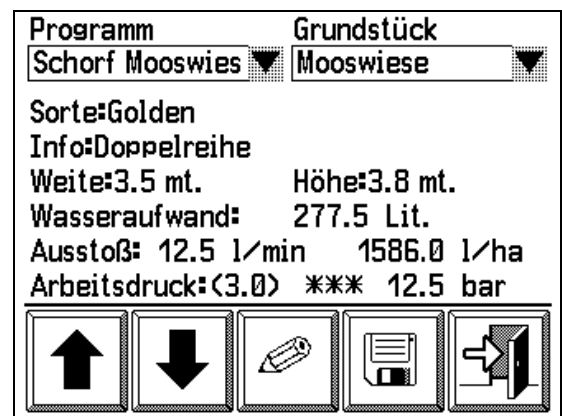 Programm Grundstück
Schorf Mooswies Mooswiese
Sorte:Golden
Info:Doppelreihe
Weite:3.5 mt. Höhe:3.8 mt.
Wasseraufwand: 277.5 Lit.
Ausstoß: 12.5 l/min 1586.0 l/ha
Arbeitsdruck:(3.0) *** 12.5 bar